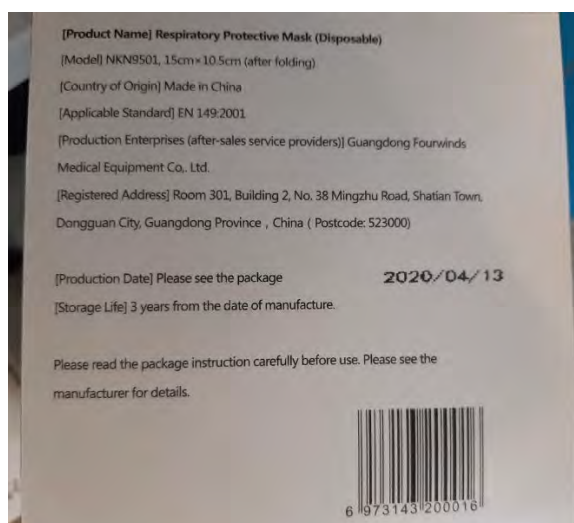 [Product Name] Respiratory Protective Mask (Disposable)
[Model] NKN9501, 15cm×10.5cm (after folding)
[Country of Origin] Made in China
[Applicable Standard] EN 149:2001
[Production Enterprises (after-sales service providers)] Guangdong Fourwinds
Medical Equipment Co,. Ltd.
[Registered Address] Room 301, Building 2, No. 38 Mingzhu Road, Shatian Town,
Dongguan City, Guangdong Province , China ( Postcode: 523000)
[Production Date] Please see the package 2020/04/13
[Storage Life] 3 years from the date of manufacture.
Please read the package instruction carefully before use. Please see the
manufacturer for details.
6 973143 200016